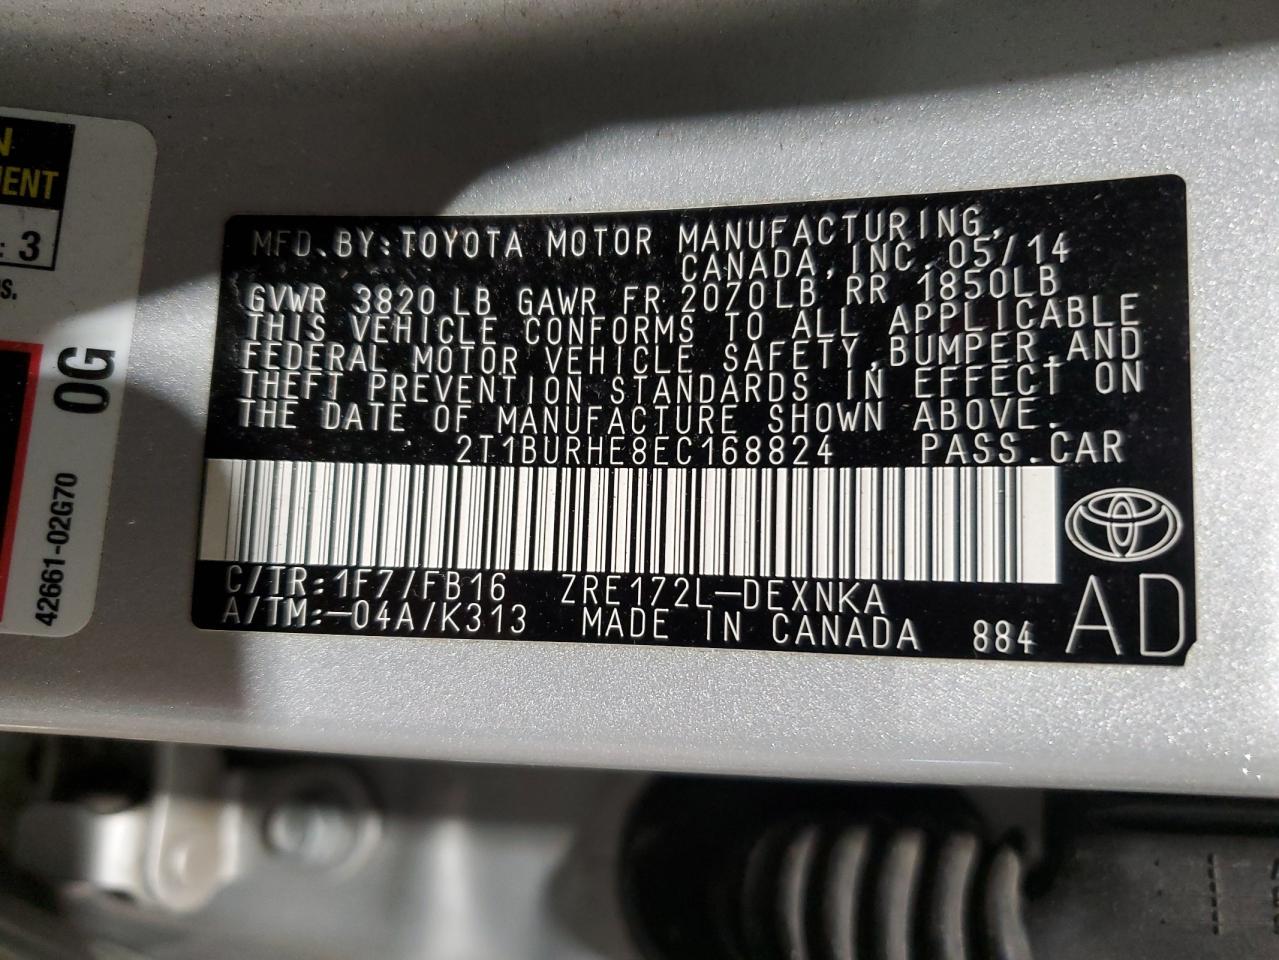 N
MENT
: 3
s.
0G
42661-02G70
MFD.BY:TOYOTA MOTOR MANUFACTURING,
CANADA,INC.05/14
GVWR 3820 LB GAWR FR 2070LB RR 1850LB
THIS VEHICLE CONFORMS TO ALL APPLICABLE
FEDERAL MOTOR VEHICLE SAFETY,BUMPER,AND
THEFT PREVENTION STANDARDS IN EFFECT ON
THE DATE OF MANUFACTURE SHOWN ABOVE.
2T1BURHE8EC168824 PASS.CAR
C/TR:1F7/FB16 ZRE172L-DEXNKA
A/TM:-04A/K313 MADE IN CANADA 884 AD